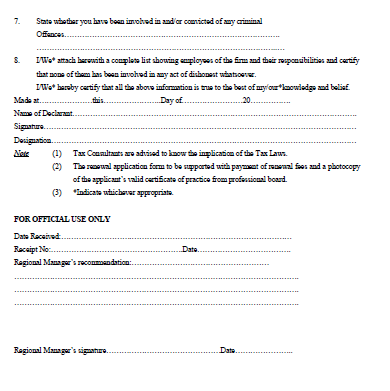 7. State whether you have been involved in and/or convicted of any criminal
Offences……………………………………………………………………………
………………………………………………………………………………………
8. I/We* attach herewith a complete list showing employees of the firm and their responsibilities and certify
that none of them has been involved in any act of dishonest whatsoever.
I/We* hereby certify that all the above information is true to the best of my/our*knowledge and belief.
Made at…………………this…………………Day of…………………20……………
Name of Declarant……………………………………………………………………………………
Signature………………………………………………………………………………………………
Designation……………………………………………………………………………………………
Note (1) Tax Consultants are advised to know the implication of the Tax Laws.
(2) The renewal application form to be supported with payment of renewal fees and a photocopy
of the applicant's valid certificate of practice from professional board.
(3) *Indicate whichever appropriate.
FOR OFFICIAL USE ONLY
Date Received:…………………………………………………………………………………
Receipt No:……………………………………………Date………………………………
Regional Manager's recommendation:………………………………………………
……………………………………………………………………………………………………
……………………………………………………………………………………………………
……………………………………………………………………………………………………
Regional Manager's signature………………………………………Date…………………